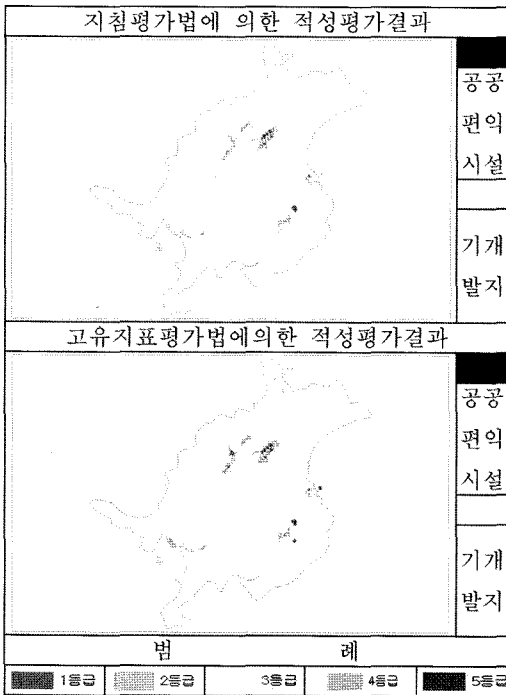 지침평가법에 의한 적성평가결과
공공
편익
시설
기개
발지
고유지표평가법에의한 적성평가결과
공공
편익
시설
기개
발지
범 례
1등급 2등급 3등급 4등급 5등급